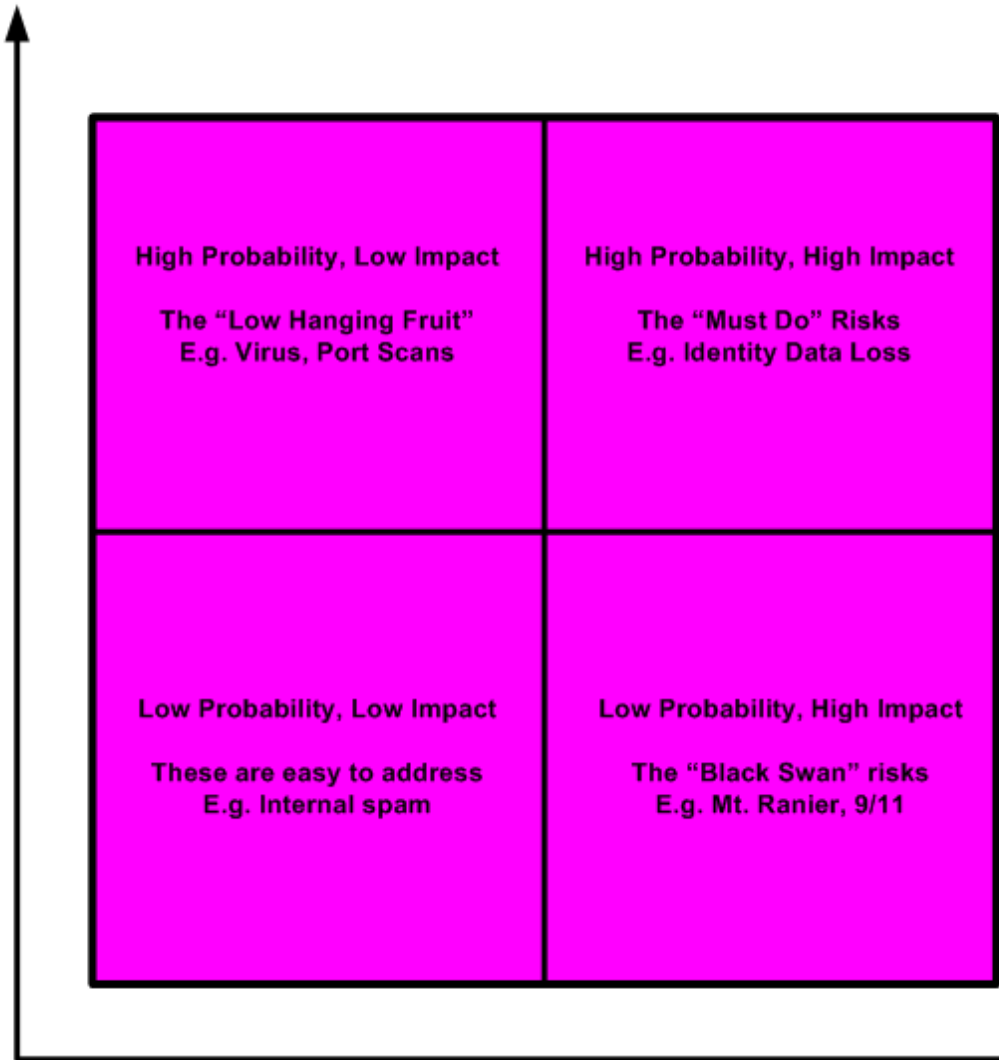 High Probability, Low Impact
The “Low Hanging Fruit”
E.g. Virus, Port Scans
High Probability, High Impact
The “Must Do” Risks
E.g. Identity Data Loss
Low Probability, Low Impact
These are easy to address
E.g. Internal spam
Low Probability, High Impact
The “Black Swan” risks
E.g. Mt. Ranier, 9/11